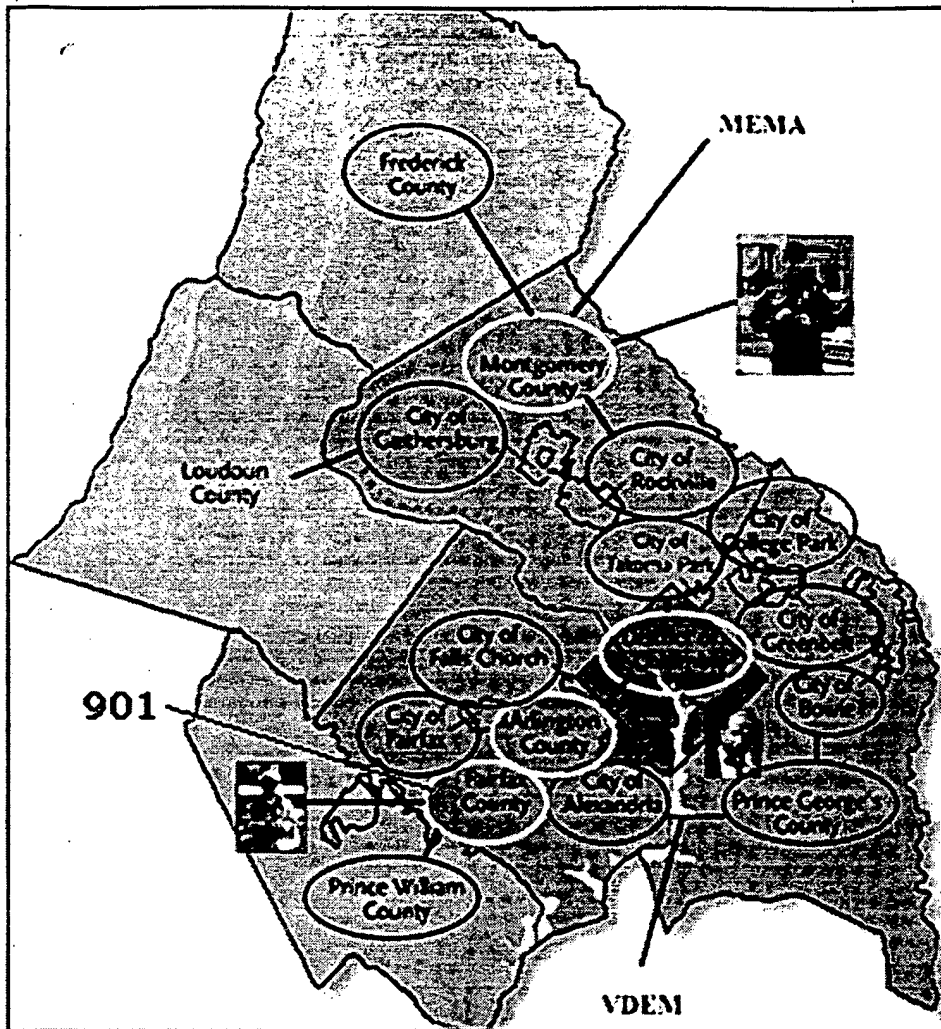 MEMA
Frederick
County
Montgomery
County
City of
Gaithersburg
Loudoun
County
City of
Rockville
City of
College Park
City of
Takoma Park
City of
Greenbelt
City of
Falls Church
District of
City of
Bowie
901
City of
Fairfax
Arlington
County
Fairfax
County
City of
Alexandria
Prince George's
County
Prince William
County
VDEM